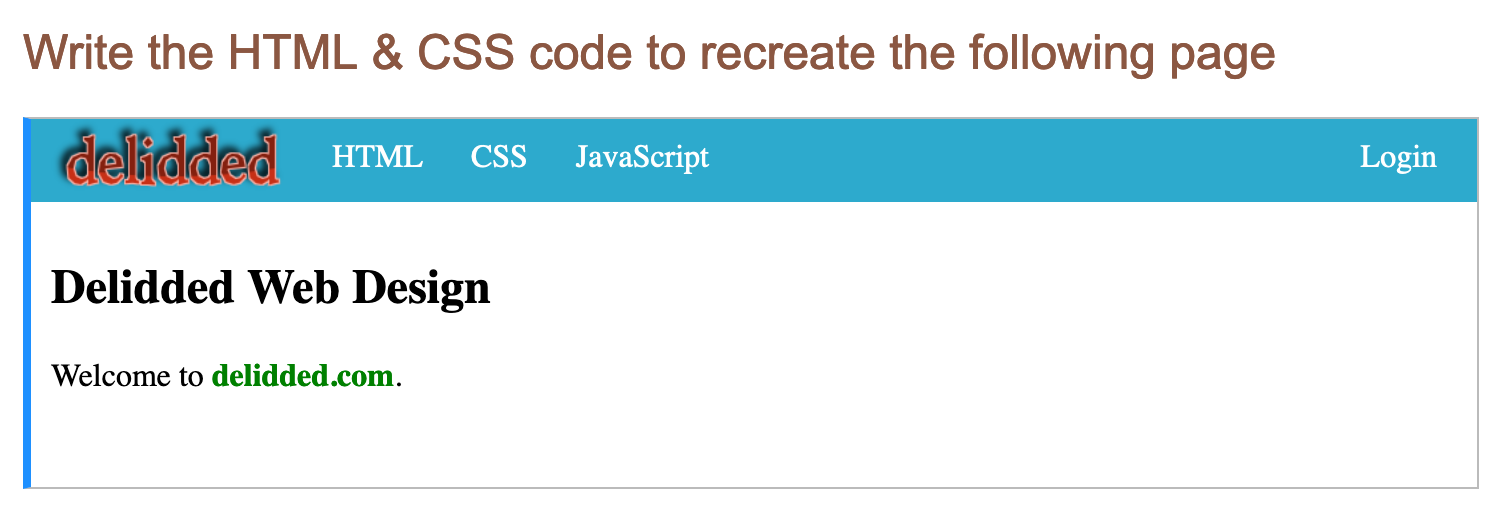 Write the HTML & CSS code to recreate the following page
delidded HTML CSS JavaScript Login
Delidded Web Design
Welcome to delidded.com.